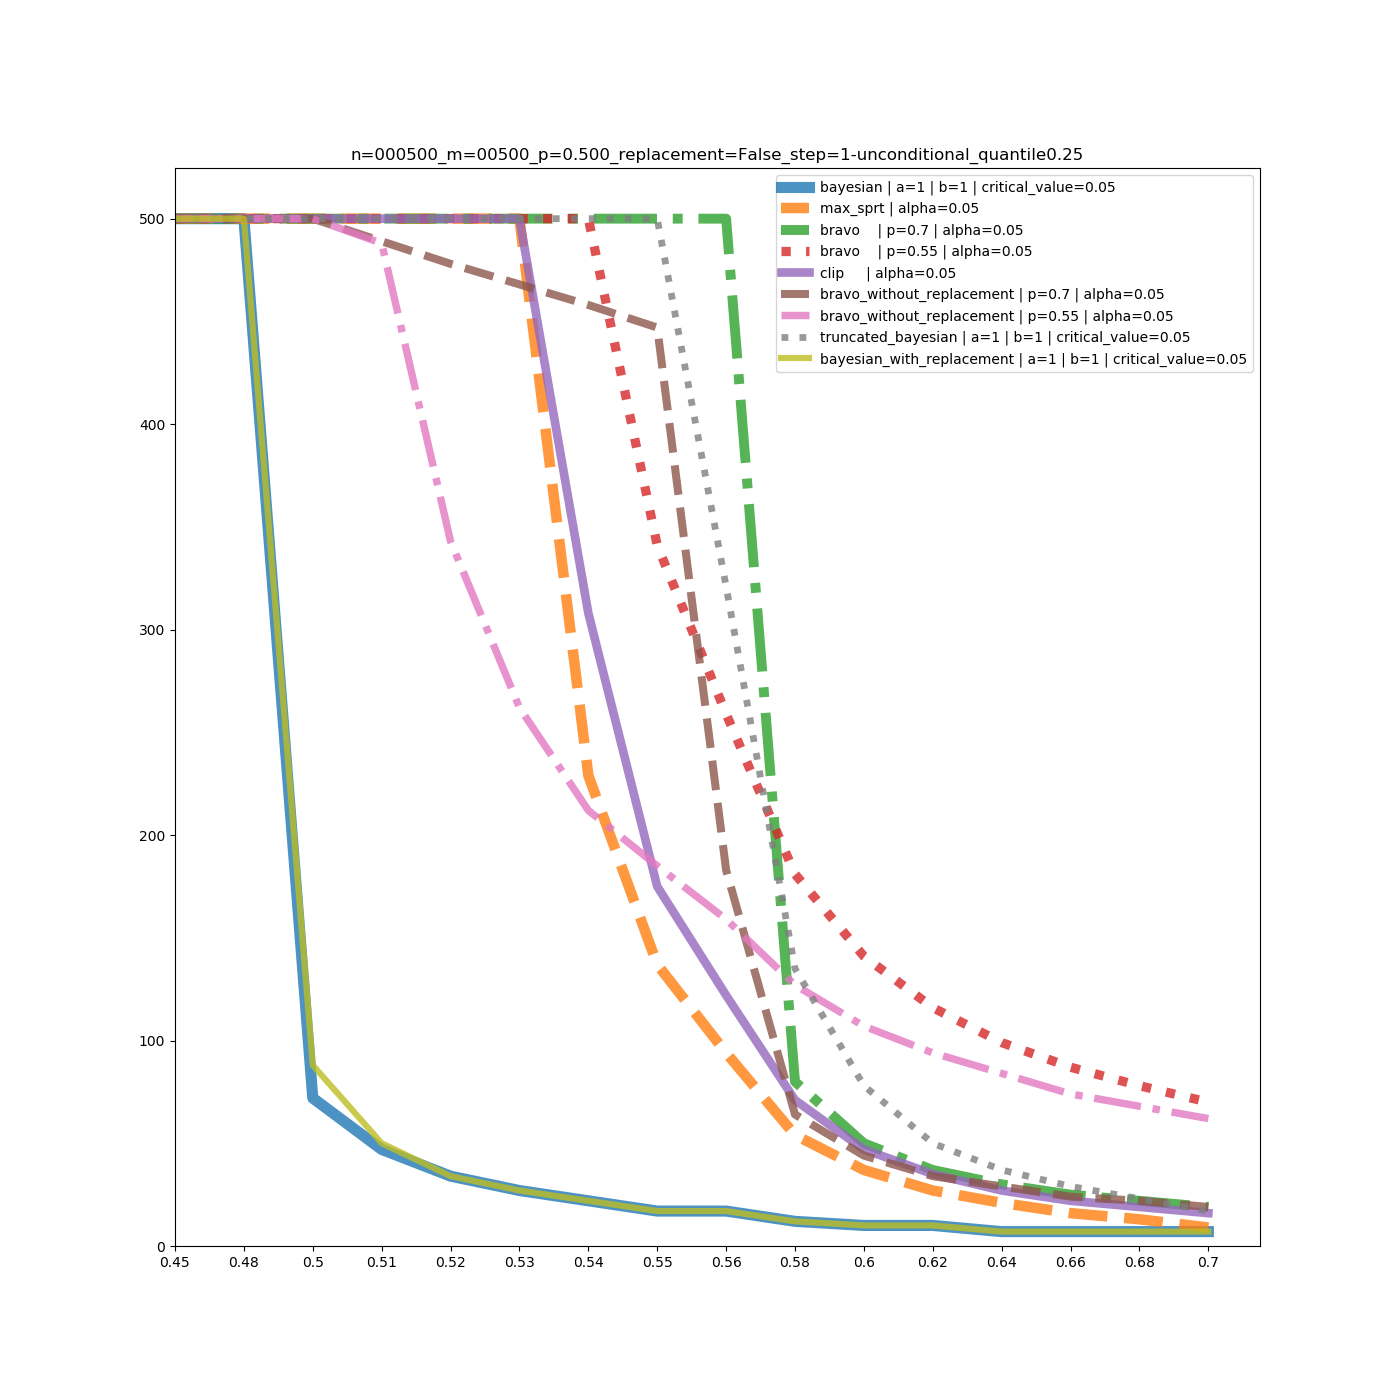 n=000500_m=00500_p=0.500_replacement=False_step=1-unconditional_quantile0.25
bayesian | a=1 | b=1 | critical_value=0.05
max_sprt | alpha=0.05
bravo    | p=0.7 | alpha=0.05
bravo    | p=0.55 | alpha=0.05
clip     | alpha=0.05
bravo_without_replacement | p=0.7 | alpha=0.05
bravo_without_replacement | p=0.55 | alpha=0.05
truncated_bayesian | a=1 | b=1 | critical_value=0.05
bayesian_with_replacement | a=1 | b=1 | critical_value=0.05
500
400
300
200
100
0
0.45 0.48 0.5 0.51 0.52 0.53 0.54 0.55 0.56 0.58 0.6 0.62 0.64 0.66 0.68 0.7